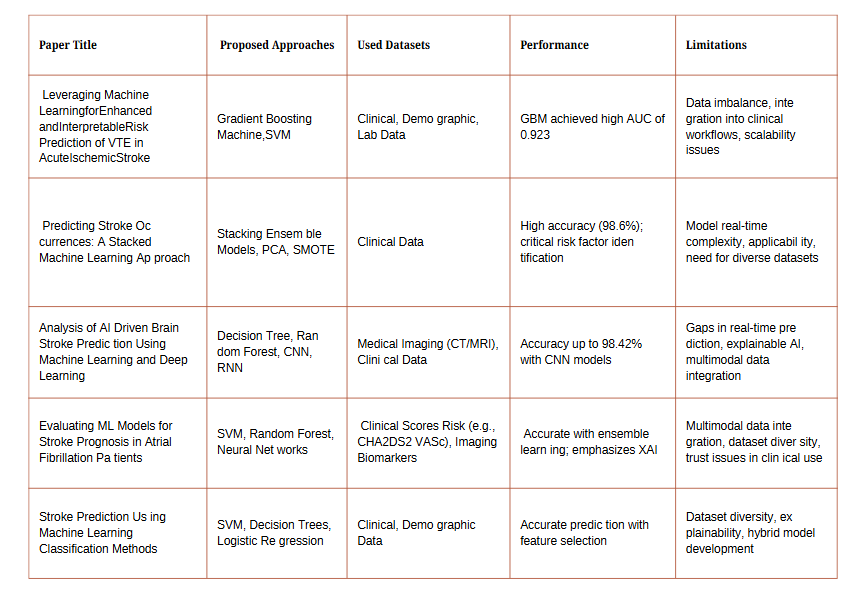 Paper Title
Proposed Approaches
Used Datasets
Performance
Limitations
Leveraging Machine
LearningforEnhanced
andInterpretableRisk
Prediction of VTE in
AcuteIschemicStroke
Gradient Boosting
Machine,SVM
Clinical, Demo graphic,
Lab Data
GBM achieved high AUC of
0.923
Data imbalance, inte
gration into clinical
workflows, scalability
issues
Predicting Stroke Oc
currences: A Stacked
Machine Learning Ap proach
Stacking Ensem ble
Models, PCA, SMOTE
Clinical Data
High accuracy (98.6%);
critical risk factor iden
tification
Model real-time
complexity, applicabil ity,
need for diverse datasets
Analysis of AI Driven Brain
Stroke Predic tion Using
Machine Learning and Deep
Learning
Decision Tree, Ran
dom Forest, CNN,
RNN
Medical Imaging (CT/MRI),
Clini cal Data
Accuracy up to 98.42%
with CNN models
Gaps in real-time pre
diction, explainable AI,
multimodal data
integration
Evaluating ML Models for
Stroke Prognosis in Atrial
Fibrillation Pa tients
SVM, Random Forest,
Neural Net works
Clinical Scores Risk (e.g.,
CHA2DS2 VASc), Imaging
Biomarkers
Accurate with ensemble
learn ing; emphasizes XAI
Multimodal data inte
gration, dataset diver sity,
trust issues in clin ical use
Stroke Prediction Us ing
Machine Learning
Classification Methods
SVM, Decision Trees,
Logistic Re gression
Clinical, Demo graphic
Data
Accurate predic tion with
feature selection
Dataset diversity, ex
plainability, hybrid model
development